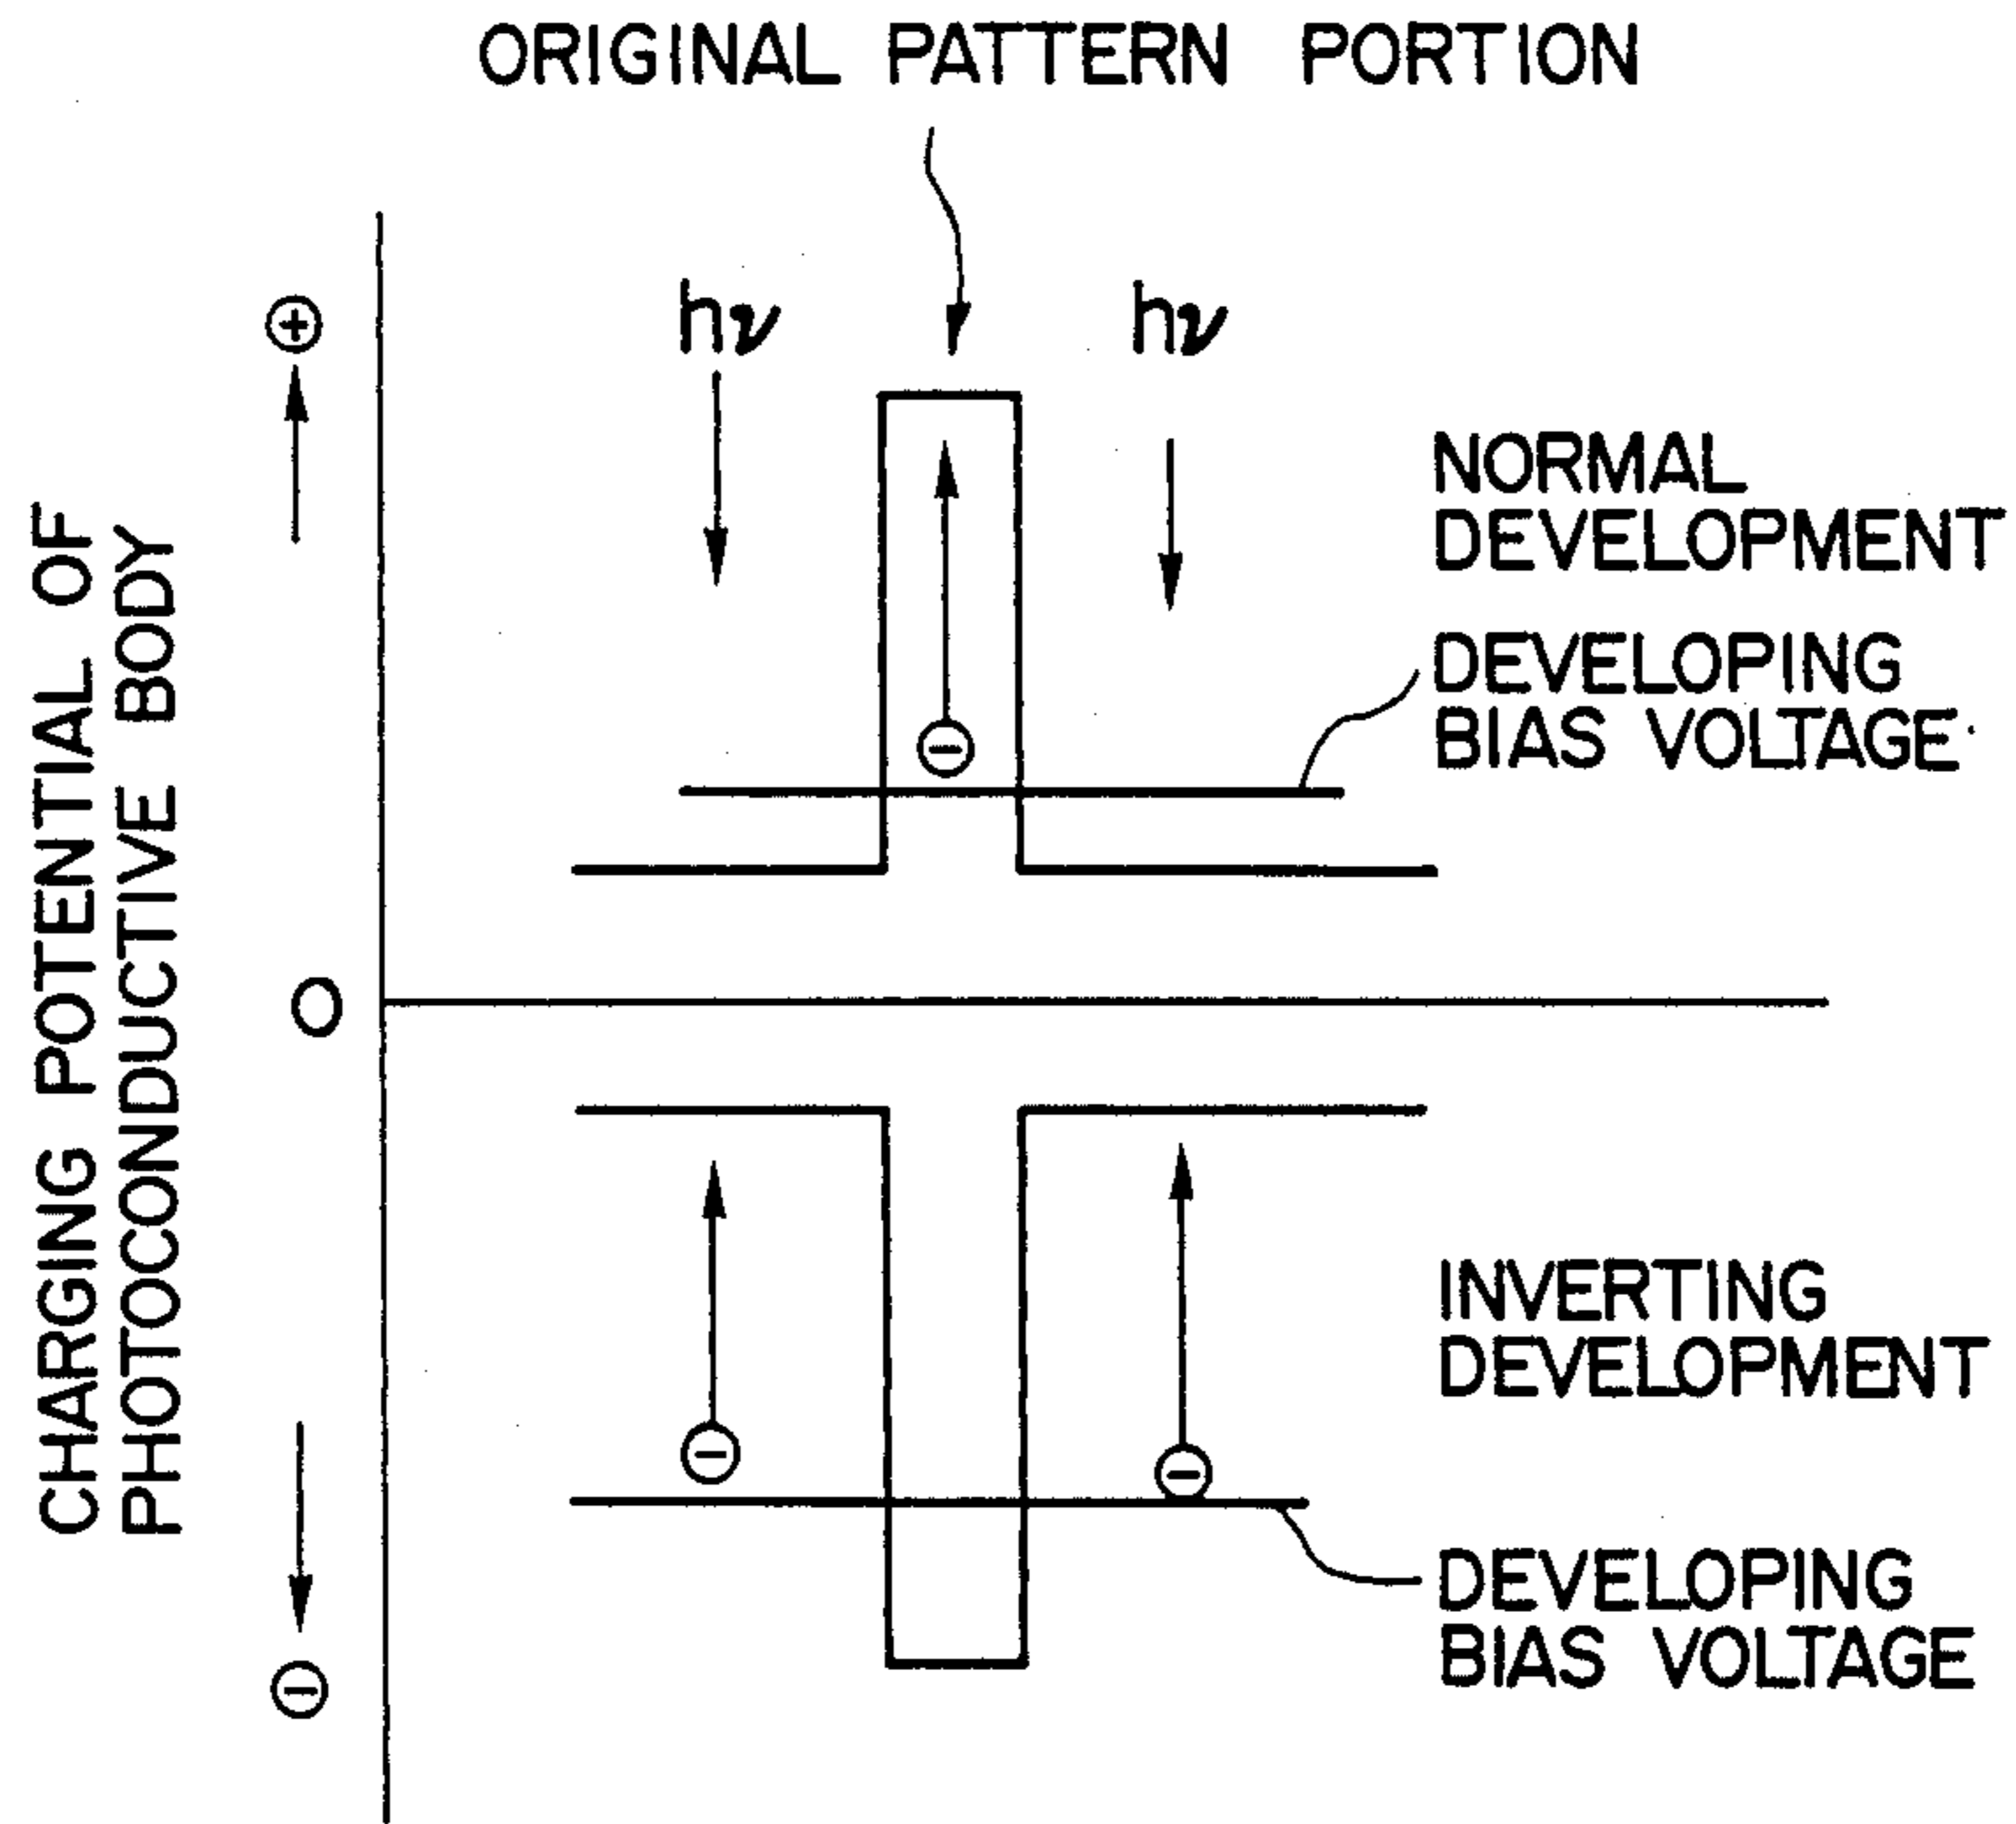 ORIGINAL PATTERN PORTION
hν
hν
⊕
NORMAL
DEVELOPMENT
DEVELOPING
BIAS VOLTAGE
⊖
CHARGING POTENTIAL OF
PHOTOCONDUCTIVE BODY
O
INVERTING
DEVELOPMENT
⊖
⊖
DEVELOPING
BIAS VOLTAGE
⊖